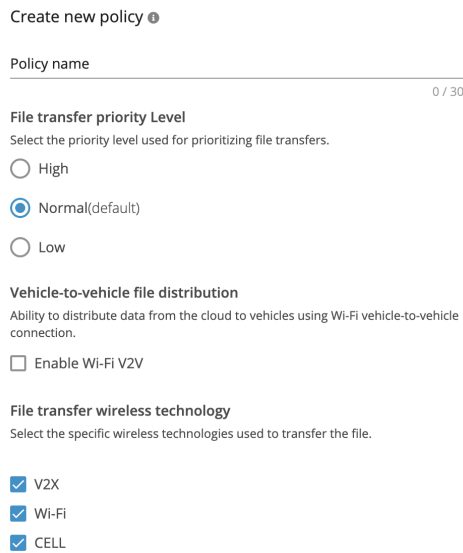 Create new policy
Policy name
0 / 30
File transfer priority Level
Select the priority level used for prioritizing file transfers.
High
Normal(default)
Low
Vehicle-to-vehicle file distribution
Ability to distribute data from the cloud to vehicles using Wi-Fi vehicle-to-vehicle
connection.
Enable Wi-Fi V2V
File transfer wireless technology
Select the specific wireless technologies used to transfer the file.
V2X
Wi-Fi
CELL